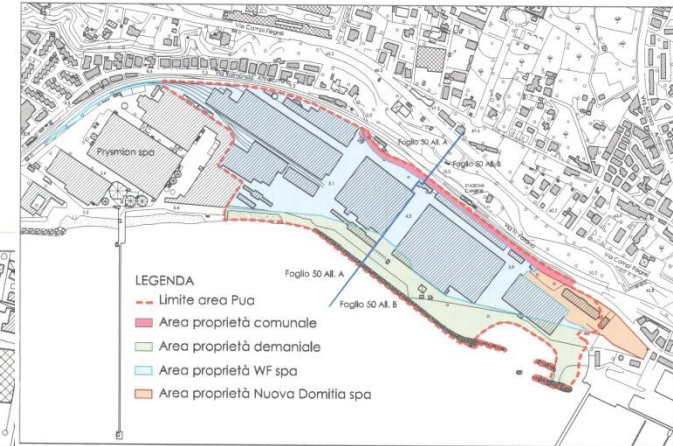 Via Campi Flegrei
Prysmian spa
Foglio 50 All. A
Foglio 50 All. B
Via Campi Flegrei
Foglio 50 All. A
Foglio 50 All. B
LEGENDA
Limite area Pua
Area proprietà comunale
Area proprietà demaniale
Area proprietà WF spa
Area proprietà Nuova Domitia spa